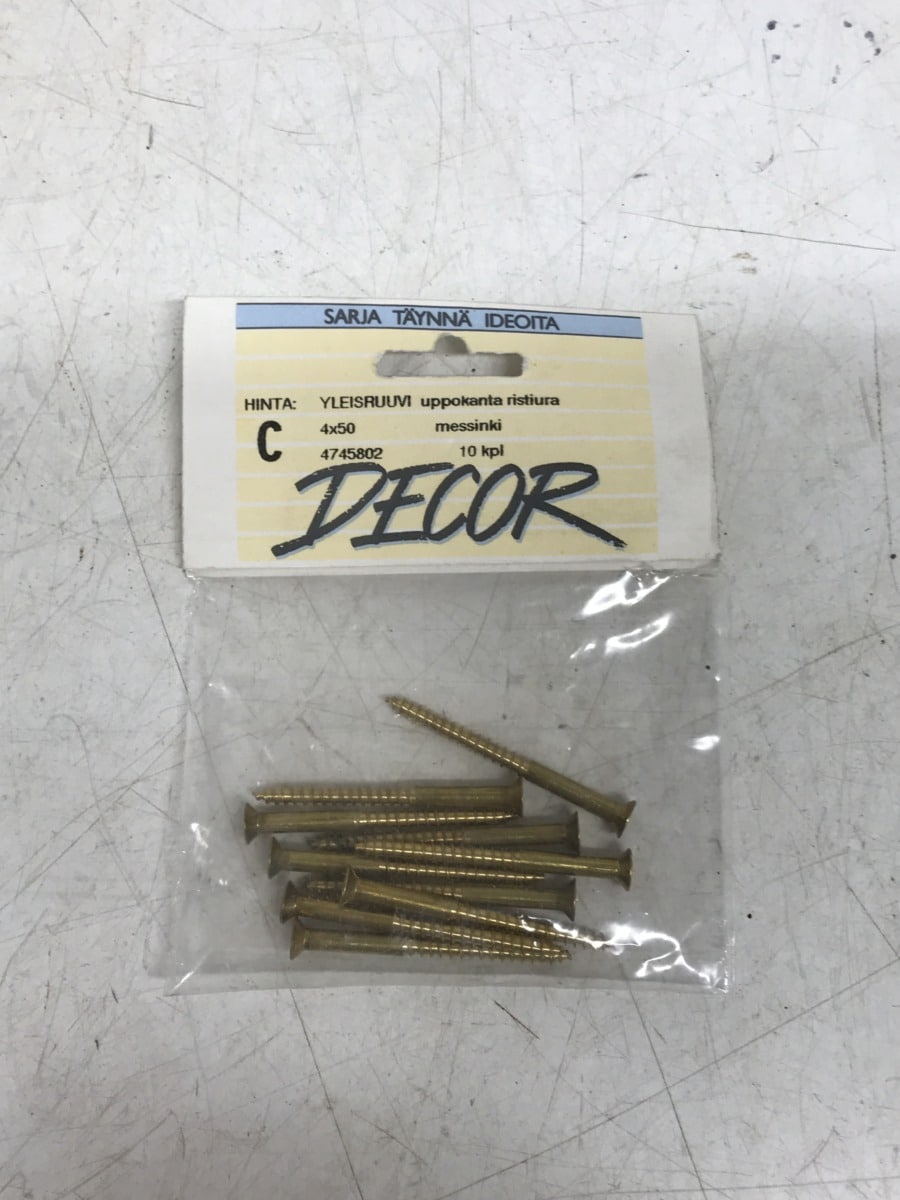 SARJA TÄYNNÄ IDEOITA
HINTA: YLEISRUUVI uppokanta ristiura
C 4x50 messinki
4745802 10 kpl
DECOR